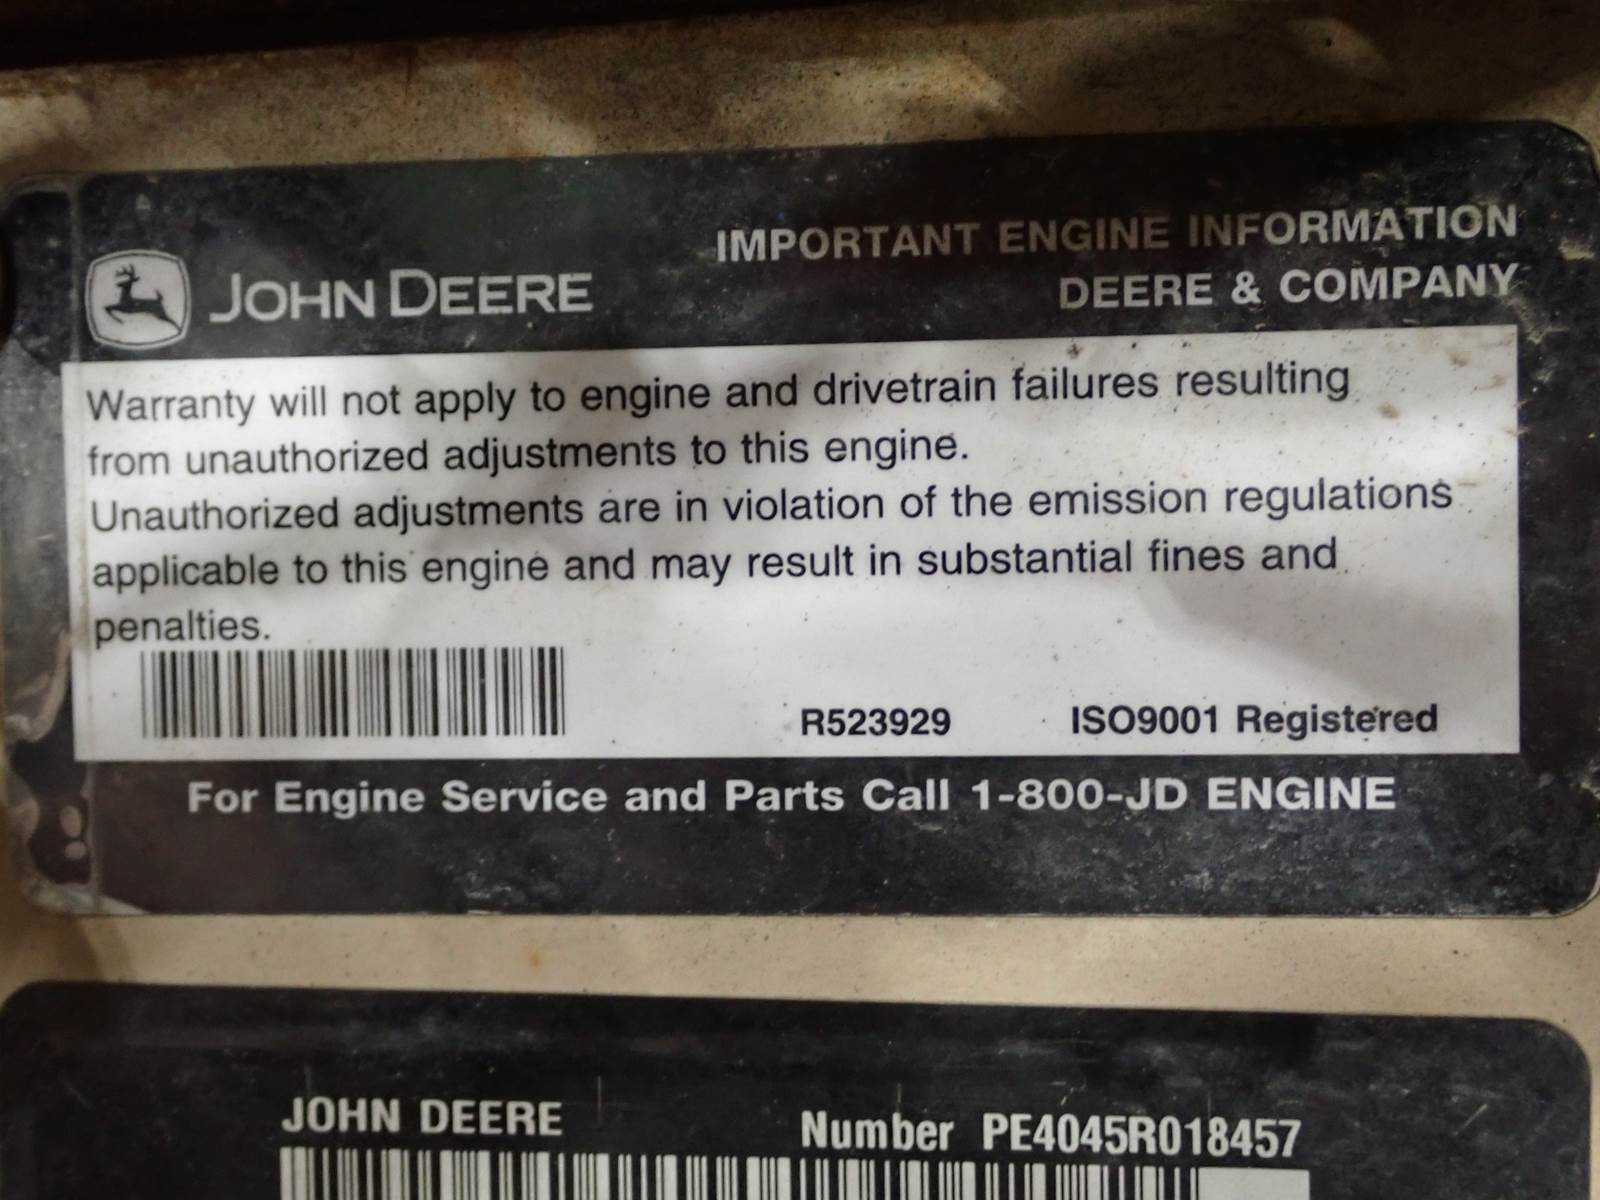 JOHN DEERE
IMPORTANT ENGINE INFORMATION
DEERE & COMPANY
Warranty will not apply to engine and drivetrain failures resulting
from unauthorized adjustments to this engine.
Unauthorized adjustments are in violation of the emission regulations
applicable to this engine and may result in substantial fines and
penalties.
R523929 ISO9001 Registered
For Engine Service and Parts Call 1-800-JD ENGINE
JOHN DEERE Number PE4045R018457